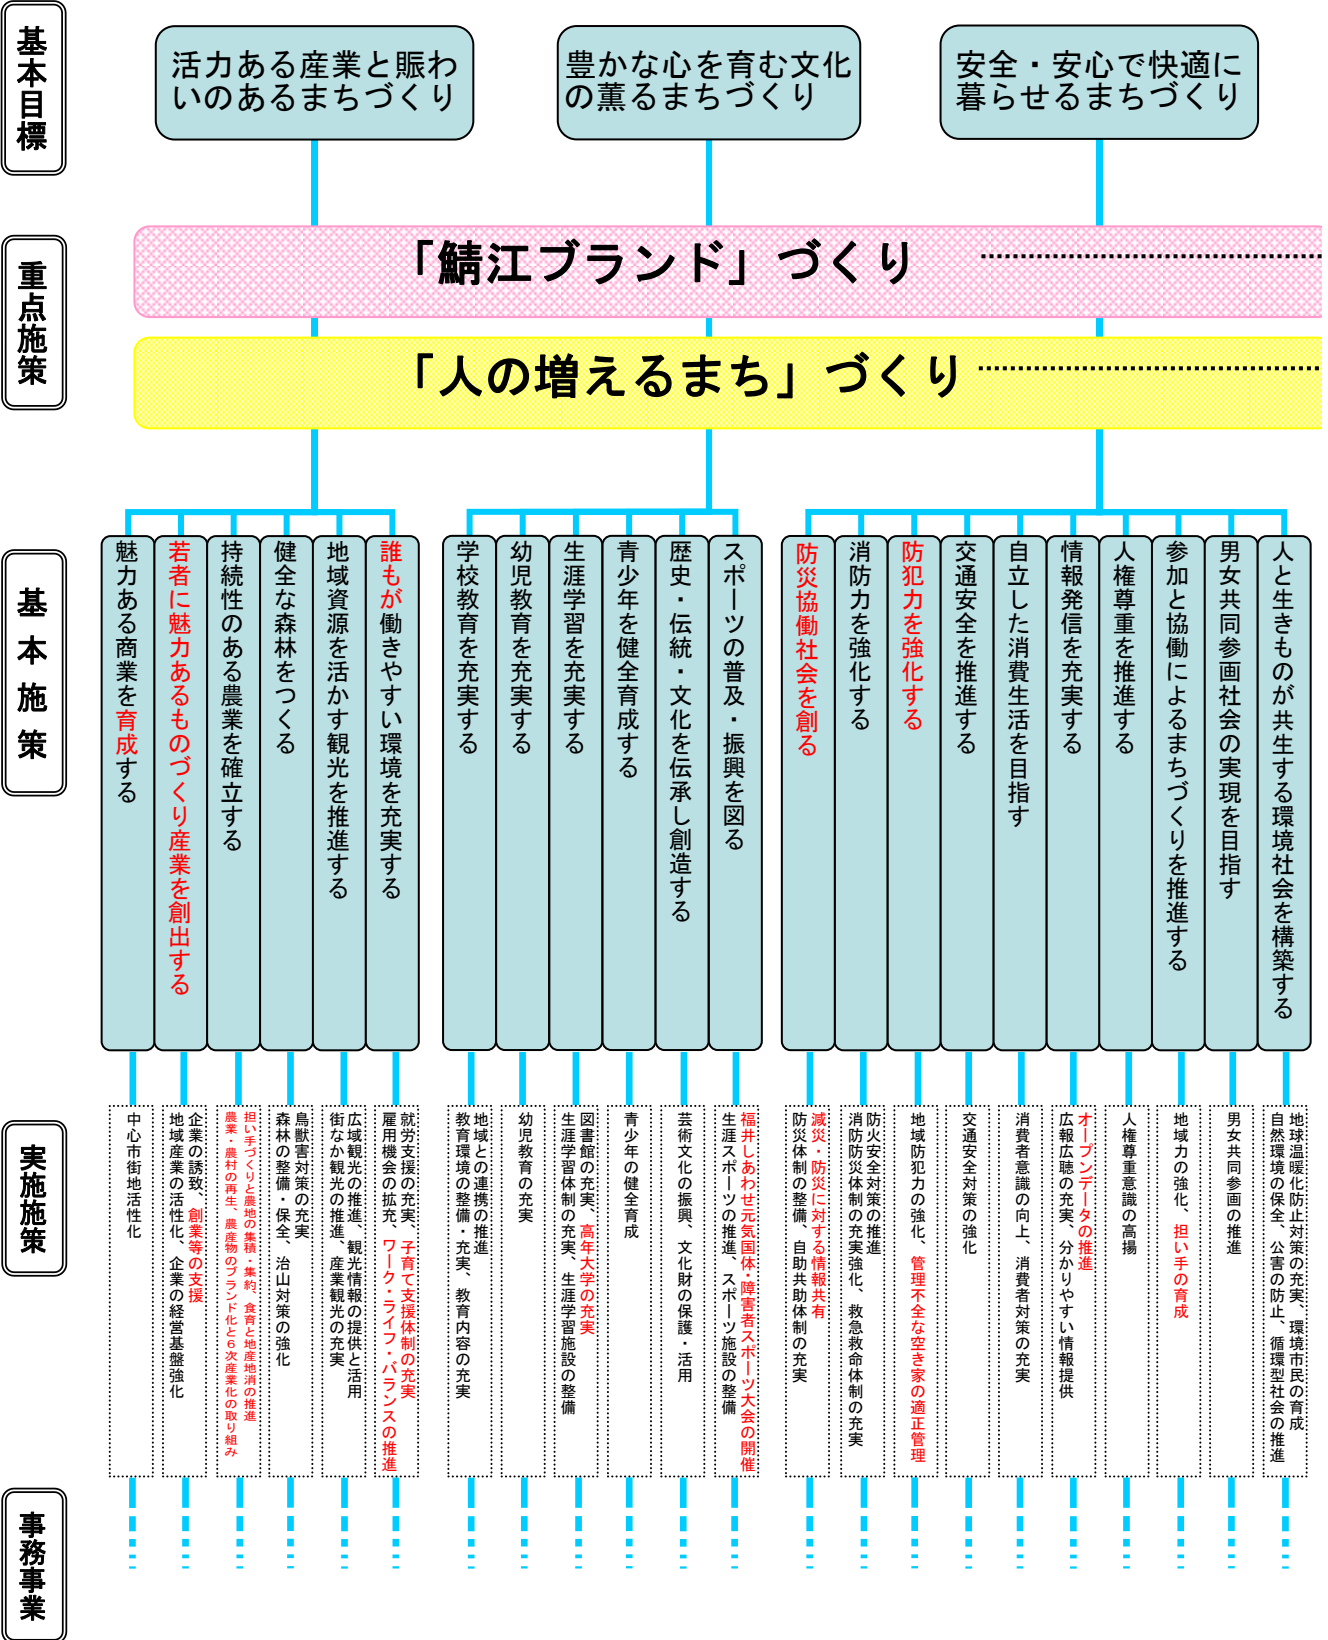 基本目標
活力ある産業と賑わ
いのあるまちづくり
豊かな心を育む文化
の薫るまちづくり
安全・安心で快適に
暮らせるまちづくり
重点施策
「鯖江ブランド」づくり
「人の増えるまち」づくり
基本施策
魅力ある商業を育成する
若者に魅力あるものづくり産業を創出する
持続性のある農業を確立する
健全な森林をつくる
地域資源を活かす観光を推進する
誰もが働きやすい環境を充実する
学校教育を充実する
幼児教育を充実する
生涯学習を充実する
青少年を健全育成する
歴史・伝統・文化を伝承し創造する
スポーツの普及・振興を図る
防災協働社会を創る
消防力を強化する
防犯力を強化する
交通安全を推進する
自立した消費生活を目指す
情報発信を充実する
人権尊重を推進する
参加と協働によるまちづくりを推進する
男女共同参画社会の実現を目指す
人と生きものが共生する環境社会を構築する
実施施策
中心市街地活性化
企業の誘致、創業等の支援
地域産業の活性化、企業の経営基盤強化
担い手づくりと農地の集積・集約、食育と地産地消の推進
農業・農村の再生、農産物のブランド化と6次産業化の取り組み
鳥獣害対策の充実
森林の整備・保全、治山対策の強化
広域観光の推進、観光情報の提供と活用
街なか観光の推進、産業観光の充実
就労支援の充実、子育て支援体制の充実
雇用機会の拡充、ワーク・ライフ・バランスの推進
地域との連携の推進
教育環境の整備・充実、教育内容の充実
幼児教育の充実
図書館の充実、高年大学の充実
生涯学習体制の充実、生涯学習施設の整備
青少年の健全育成
芸術文化の振興、文化財の保護・活用
福井しあわせ元気国体・障害者スポーツ大会の開催
生涯スポーツの推進、スポーツ施設の整備
減災・防災に対する情報共有
防災体制の整備、自助共助体制の充実
防火安全対策の推進
消防防災体制の充実強化、救急救命体制の充実
地域防犯力の強化、管理不全な空き家の適正管理
交通安全対策の強化
消費者意識の向上、消費者対策の充実
オープンデータの推進
広報広聴の充実、分かりやすい情報提供
人権尊重意識の高揚
地域力の強化、担い手の育成
男女共同参画の推進
地球温暖化防止対策の充実、環境市民の育成
自然環境の保全、公害の防止、循環型社会の推進
事務事業